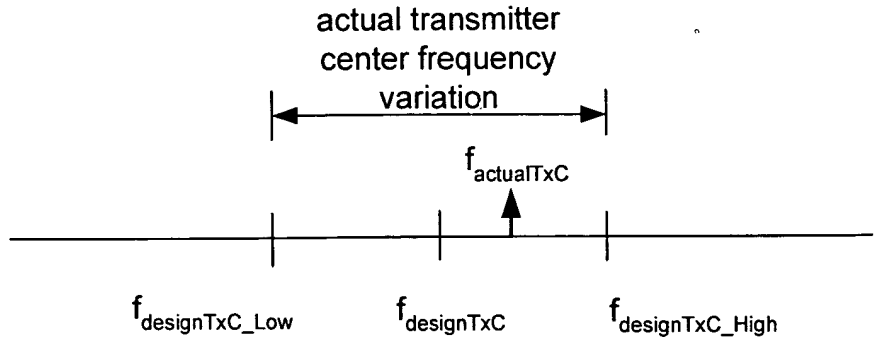 actual transmitter
center frequency
variation
f_actualTxC
f_designTxC_Low f_designTxC f_designTxC_High